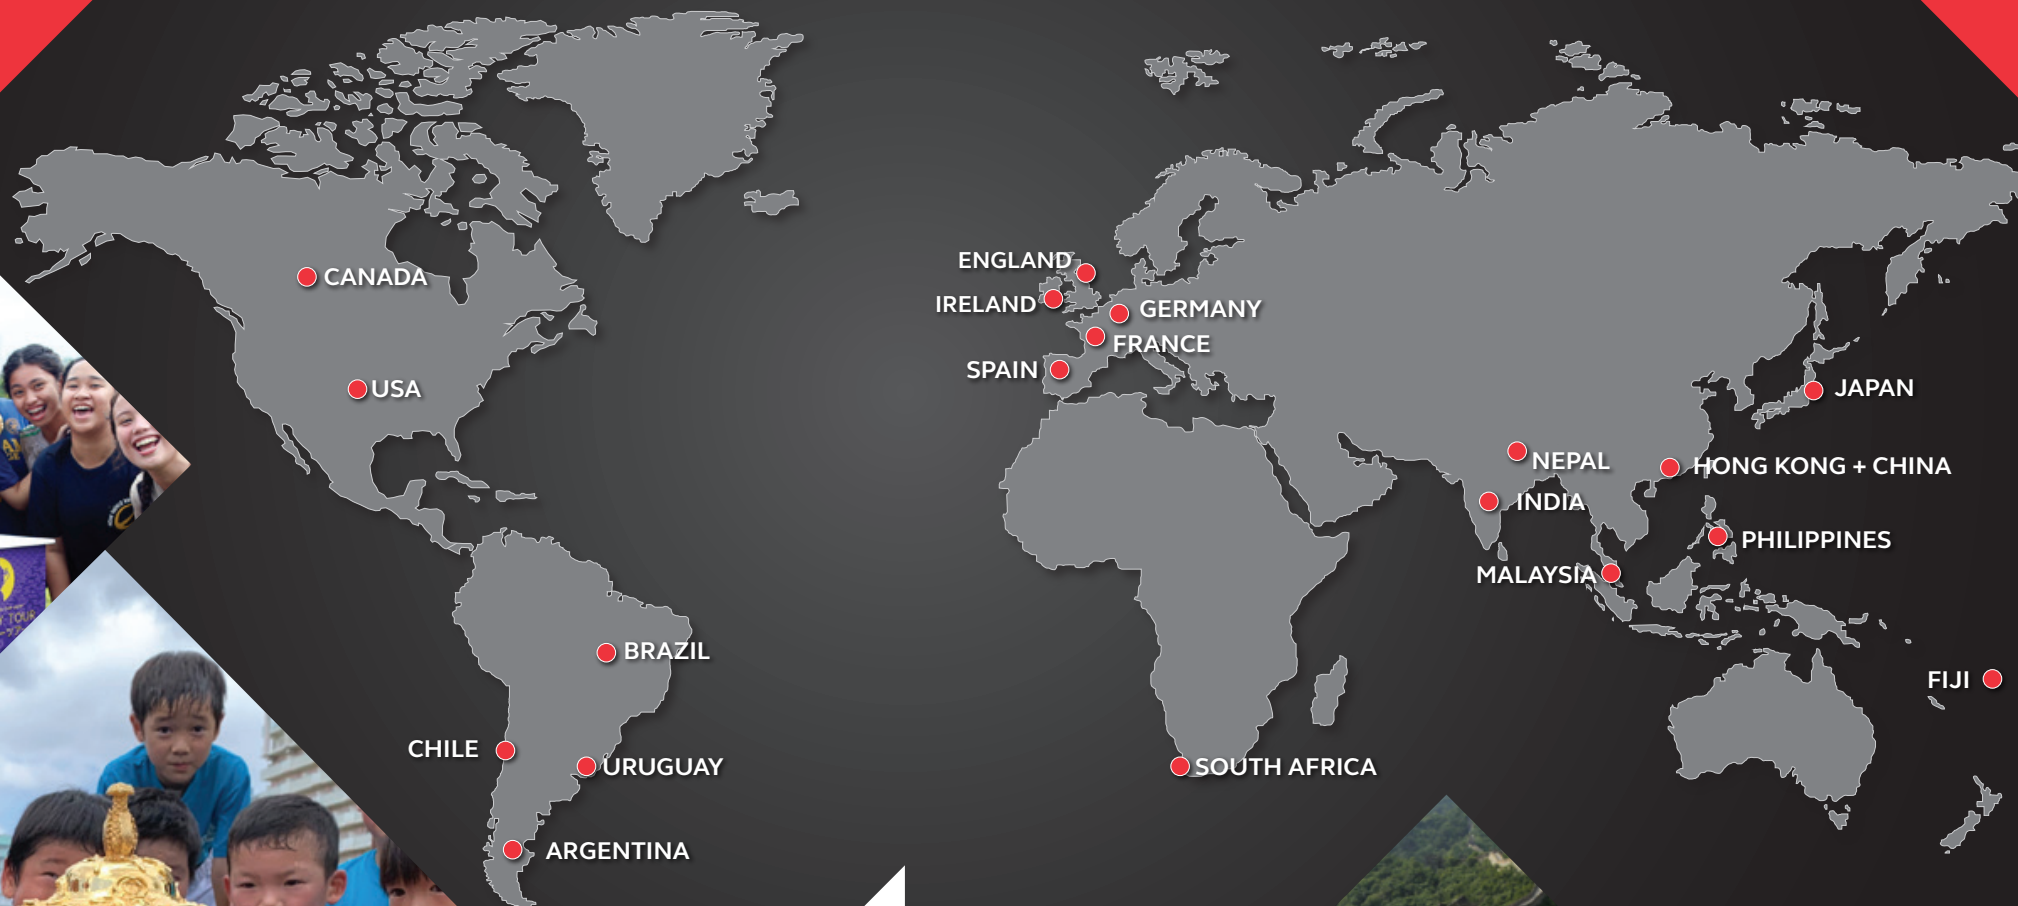 ENGLAND
CANADA
IRELAND
GERMANY
FRANCE
SPAIN
USA
JAPAN
NEPAL
HONG KONG + CHINA
INDIA
PHILIPPINES
MALAYSIA
BRAZIL
FIJI
CHILE
URUGUAY
SOUTH AFRICA
ARGENTINA